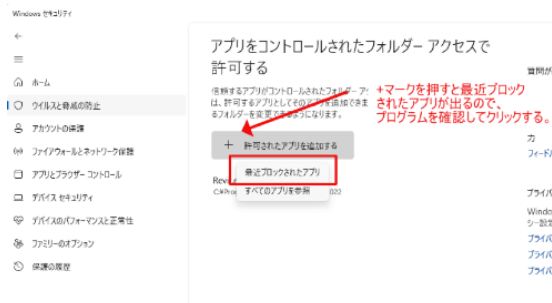 Windows セキュリティ
ホーム
ウイルスと脅威の防止
アカウントの保護
ファイアウォールとネットワーク保護
アプリとブラウザー コントロール
デバイス セキュリティ
デバイスのパフォーマンスと正常性
ファミリーのオプション
保護の履歴
アプリをコントロールされたフォルダー アクセスで
許可する
信頼するアプリがコントロールされたフォルダー ア
は、許可するアプリとしてそのアプリを追加できま
るフォルダーを変更できるようになります。
+マークを押すと最近ブロック
されたアプリが出るので、
プログラムを確認してクリックする。
+ 許可されたアプリを追加する
最近ブロックされたアプリ
すべてのアプリを参照
022
質問が
フィード
プライバ
Windo
プライバ
プライバ
プライバ